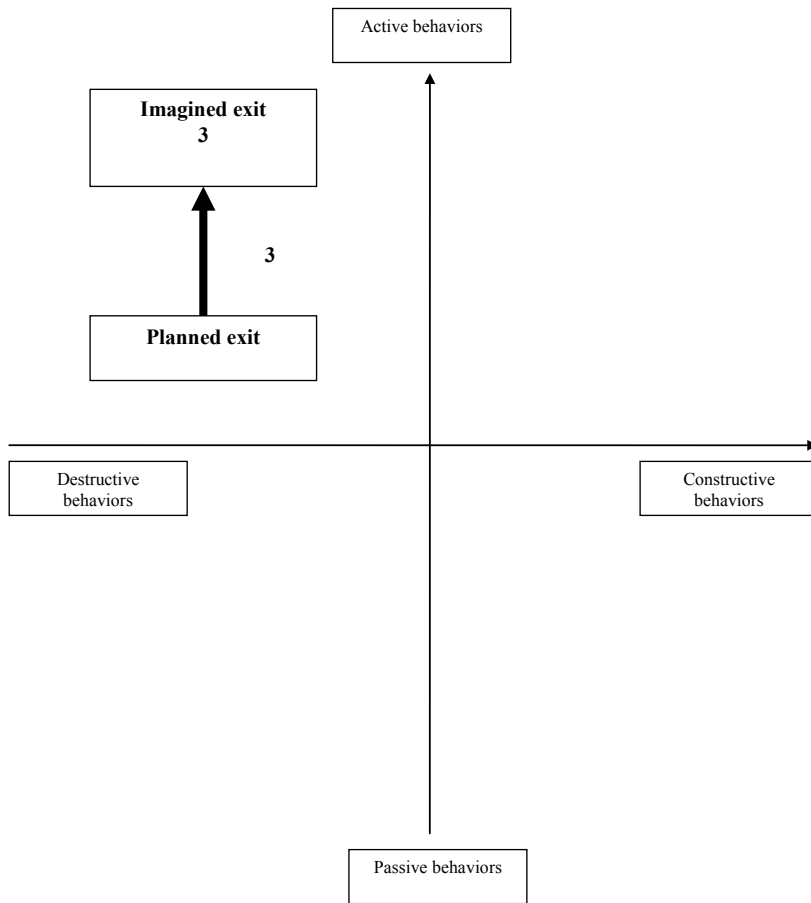 Active behaviors
Imagined exit
3
3
Planned exit
Destructive
behaviors
Constructive
behaviors
Passive behaviors